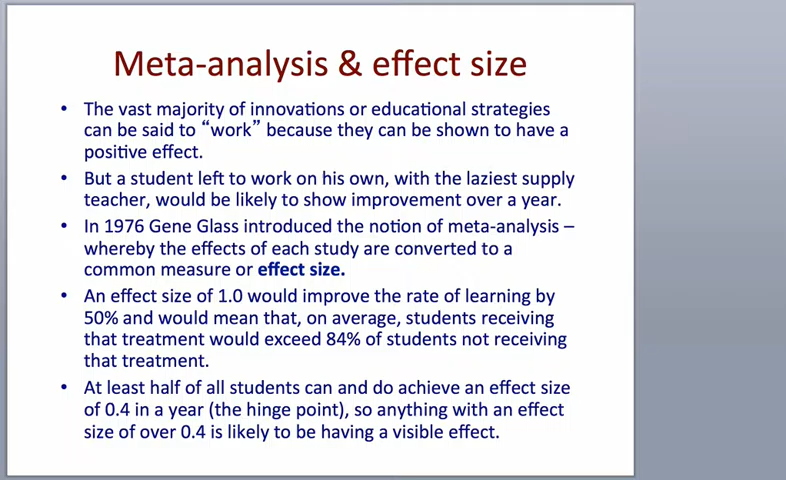 Meta-analysis & effect size
• The vast majority of innovations or educational strategies
can be said to “work” because they can be shown to have a
positive effect.
• But a student left to work on his own, with the laziest supply
teacher, would be likely to show improvement over a year.
• In 1976 Gene Glass introduced the notion of meta-analysis –
whereby the effects of each study are converted to a
common measure or effect size.
• An effect size of 1.0 would improve the rate of learning by
50% and would mean that, on average, students receiving
that treatment would exceed 84% of students not receiving
that treatment.
• At least half of all students can and do achieve an effect size
of 0.4 in a year (the hinge point), so anything with an effect
size of over 0.4 is likely to be having a visible effect.